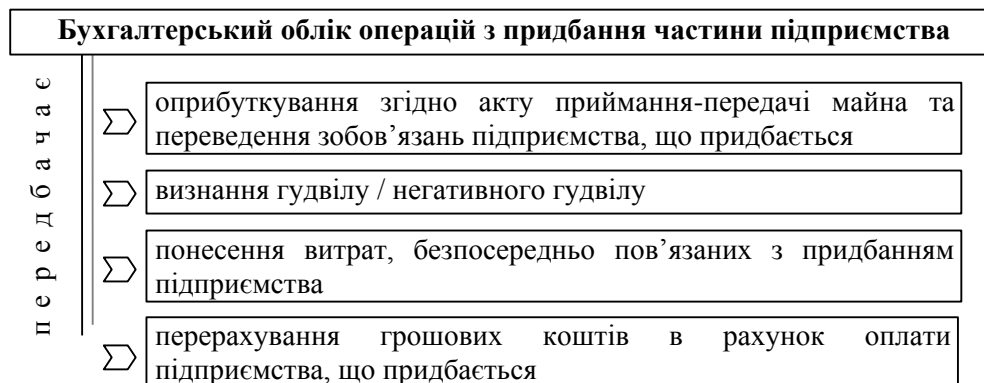 Бухгалтерський облік операцій з придбання частини підприємства
передбачає
оприбуткування згідно акту приймання-передачі майна та
переведення зобов’язань підприємства, що придбається
визнання гудвілу / негативного гудвілу
понесення витрат, безпосередньо пов’язаних з придбанням
підприємства
перерахування грошових коштів в рахунок оплати
підприємства, що придбається